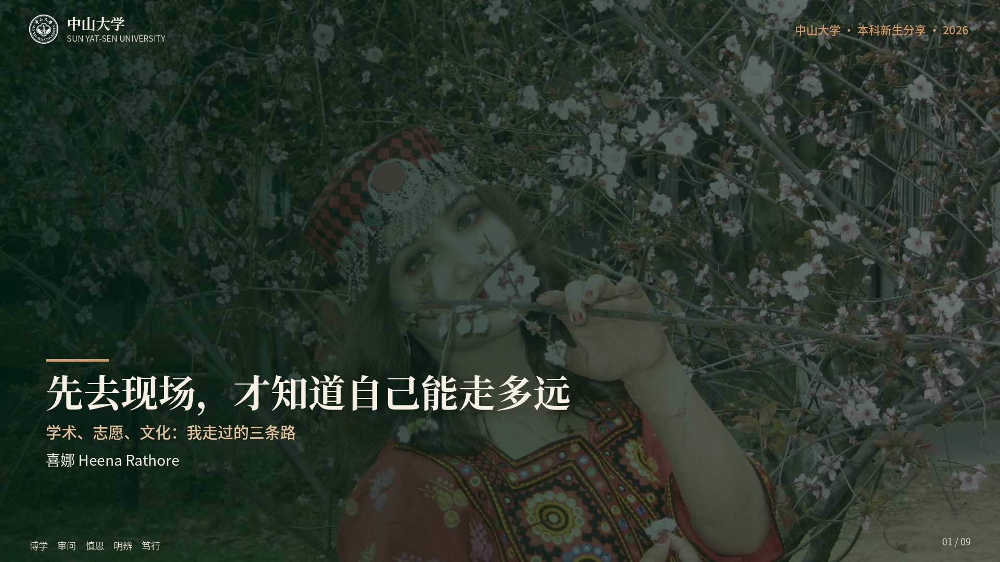 中山大学
SUN YAT-SEN UNIVERSITY
中山大学 · 本科新生分享 · 2026
先去现场，才知道自己能走多远
学术、志愿、文化：我走过的三条路
喜娜 Heena Rathore
博学 审问 慎思 明辨 笃行
01 / 09